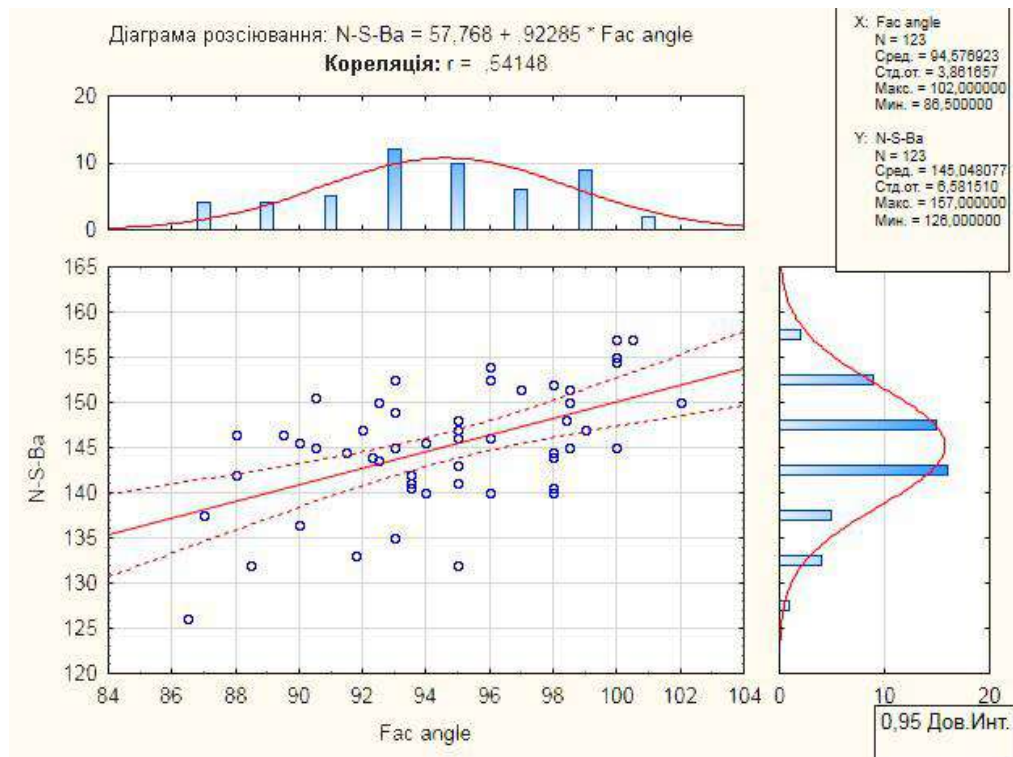 Діаграма розсіювання: N-S-Ba = 57,768 + ,92285 * Fac angle
Кореляція: r = ,54148
X: Fac angle
N = 123
Сред. = 94,576923
Стд.от. = 3,861657
Макс. = 102,000000
Мин. = 86,500000
Y: N-S-Ba
N = 123
Сред. = 145,048077
Стд.от. = 6,581510
Макс. = 157,000000
Мин. = 126,000000
20
10
0
165
160
155
150
145
140
135
130
125
120
N-S-Ba
84 86 88 90 92 94 96 98 100 102 104
Fac angle
0 10 20
0,95 Дов.Инт.